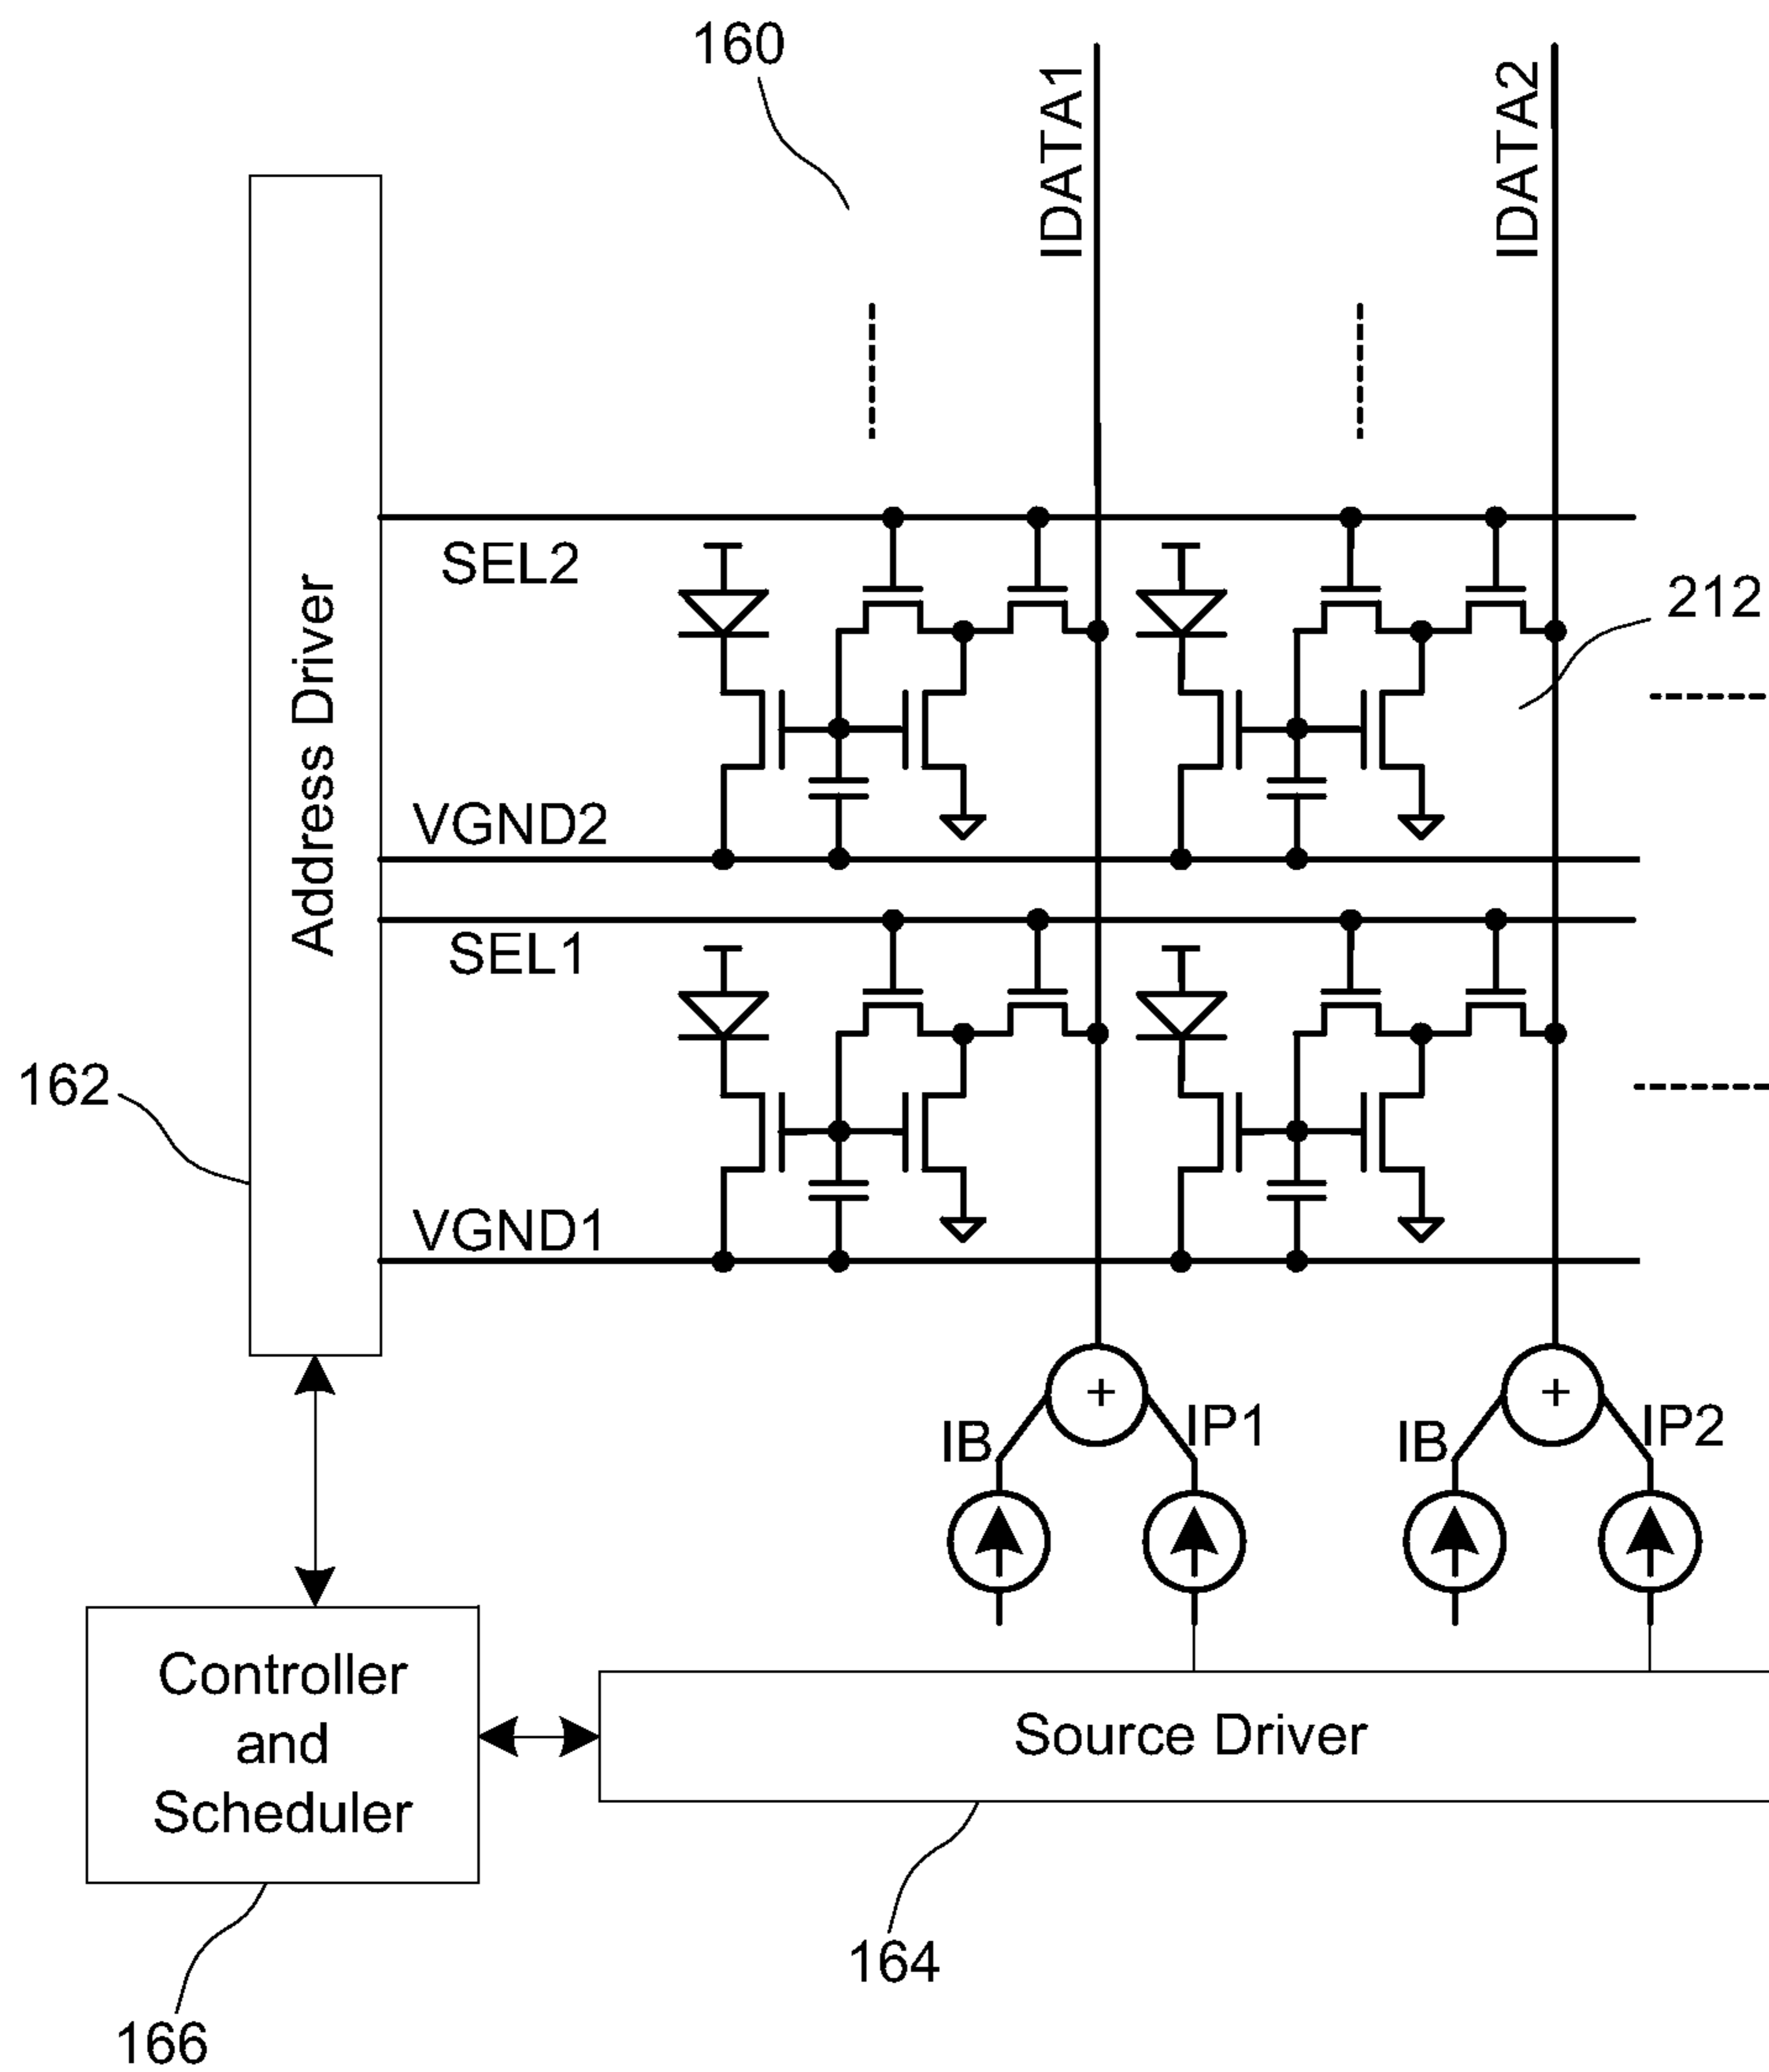 160
IDATA1
IDATA2
Address Driver
SEL2
212
VGND2
SEL1
162
VGND1
+
+
IB
IP1
IB
IP2
Controller
and
Scheduler
Source Driver
164
166